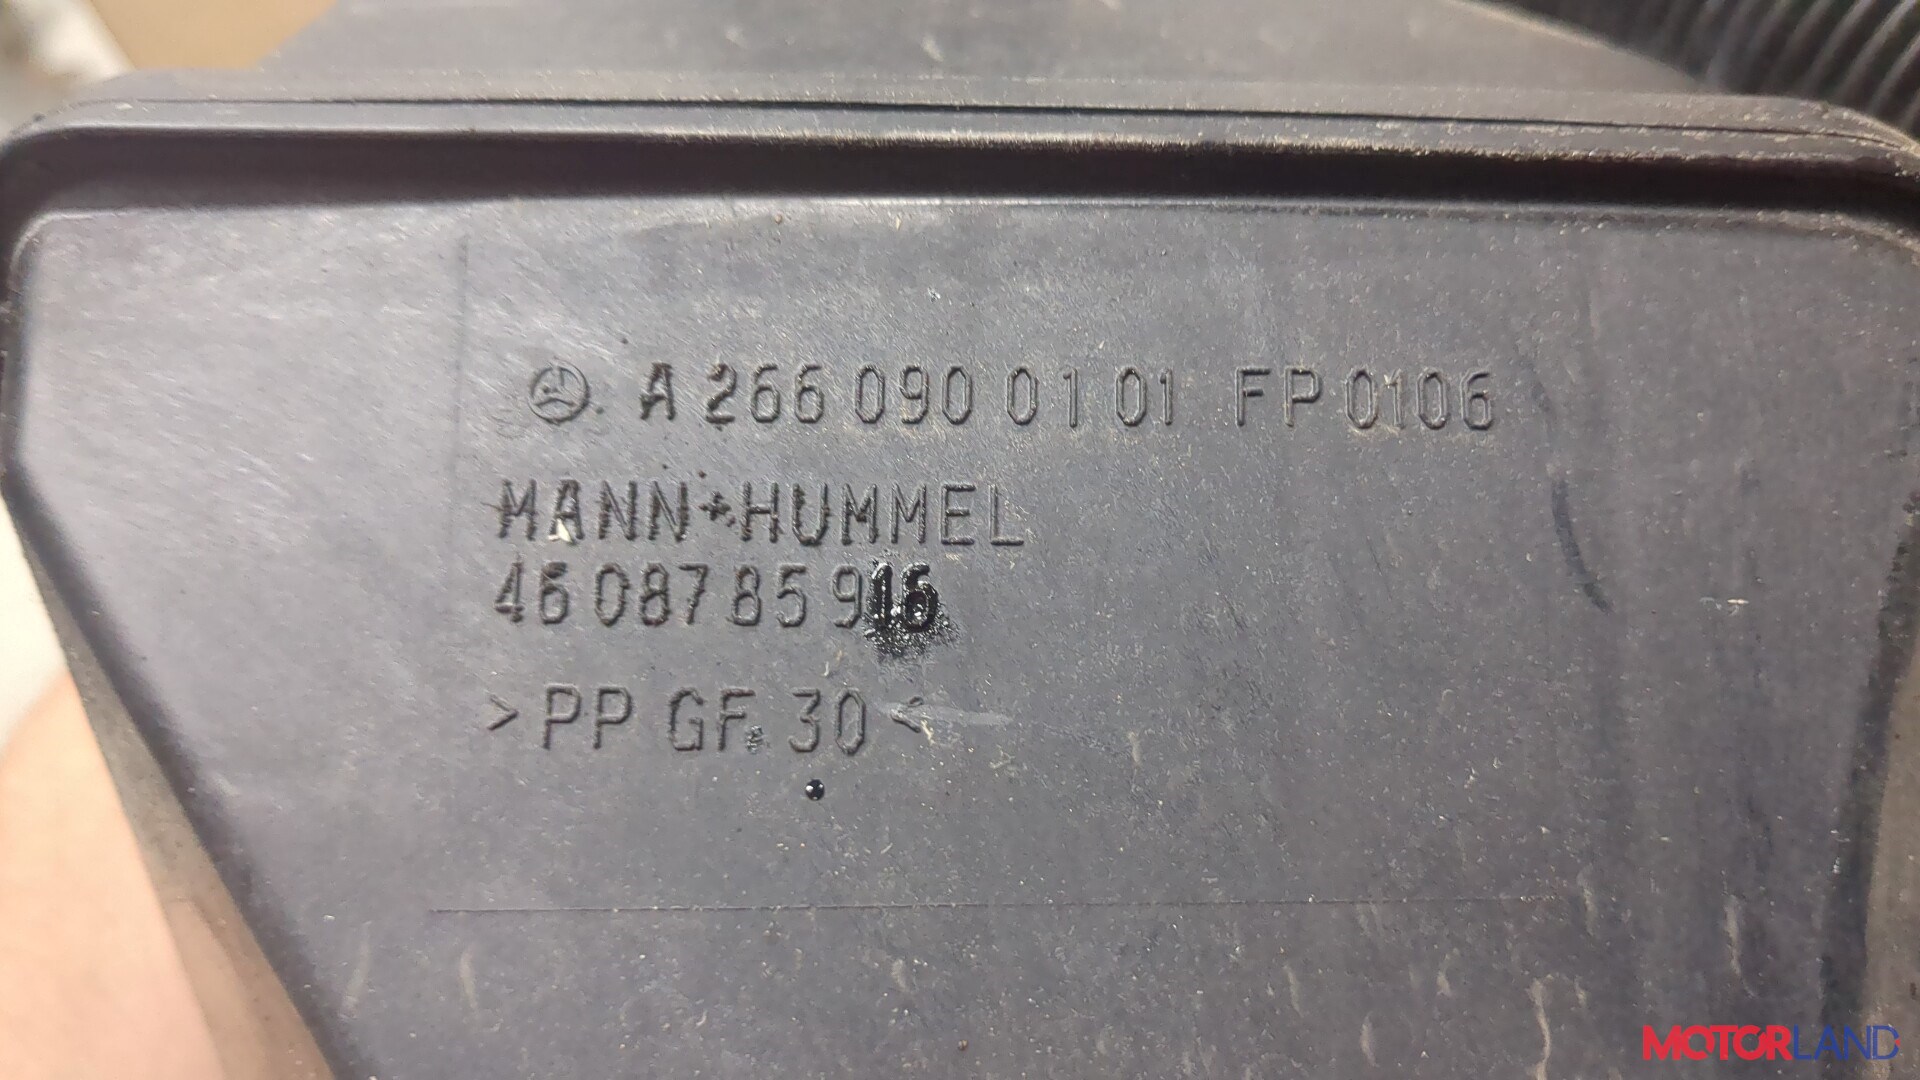 A 266 090 01 01 FP 0106
MANN+HUMMEL
46 087 85 916
>PP GF 30<
MOTORLAND